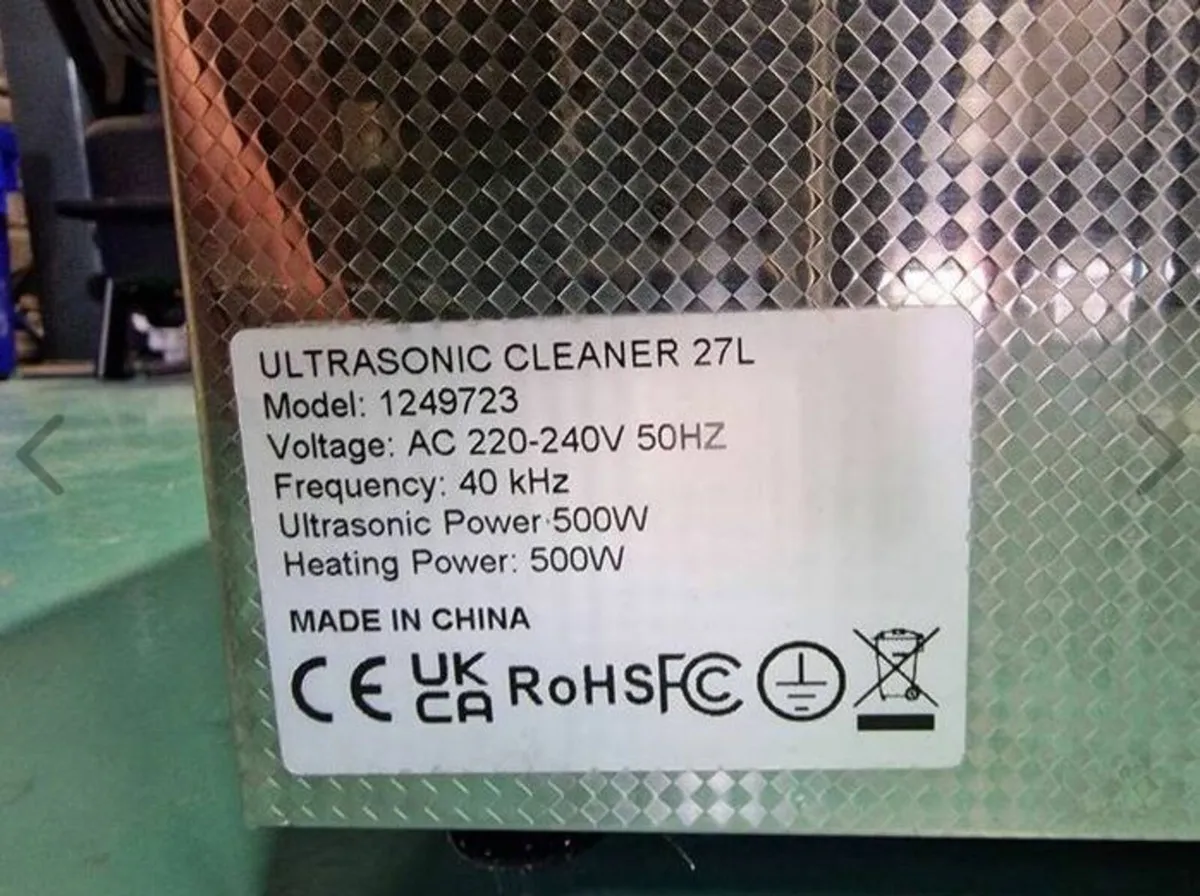 ULTRASONIC CLEANER 27L
Model: 1249723
Voltage: AC 220-240V 50HZ
Frequency: 40 kHz
Ultrasonic Power·500W
Heating Power: 500W
MADE IN CHINA
CE UK CA RoHS FC